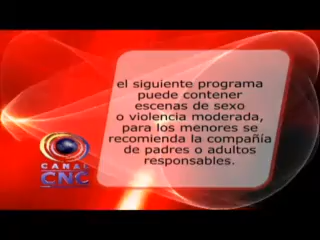 el siguiente programa
puede contener
escenas de sexo
o violencia moderada,
para los menores se
recomienda la compañía
de padres o adultos
responsables.
CANAL
CNC